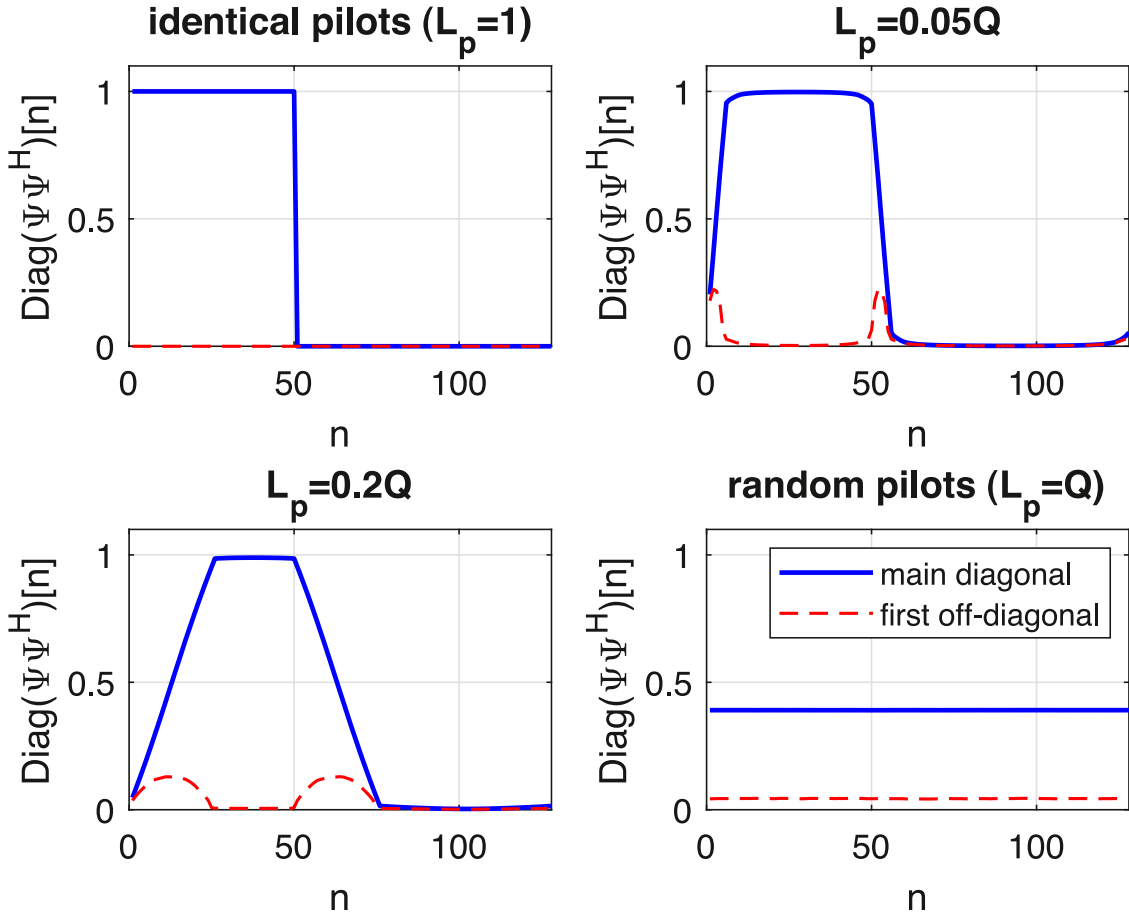 identical pilots (L_p=1)
Diag(ΨΨ^H)[n]
1
0.5
0
0 50 100
n
L_p=0.05Q
Diag(ΨΨ^H)[n]
1
0.5
0
0 50 100
n
L_p=0.2Q
Diag(ΨΨ^H)[n]
1
0.5
0
0 50 100
n
random pilots (L_p=Q)
Diag(ΨΨ^H)[n]
1
0.5
0
main diagonal
first off-diagonal
0 50 100
n